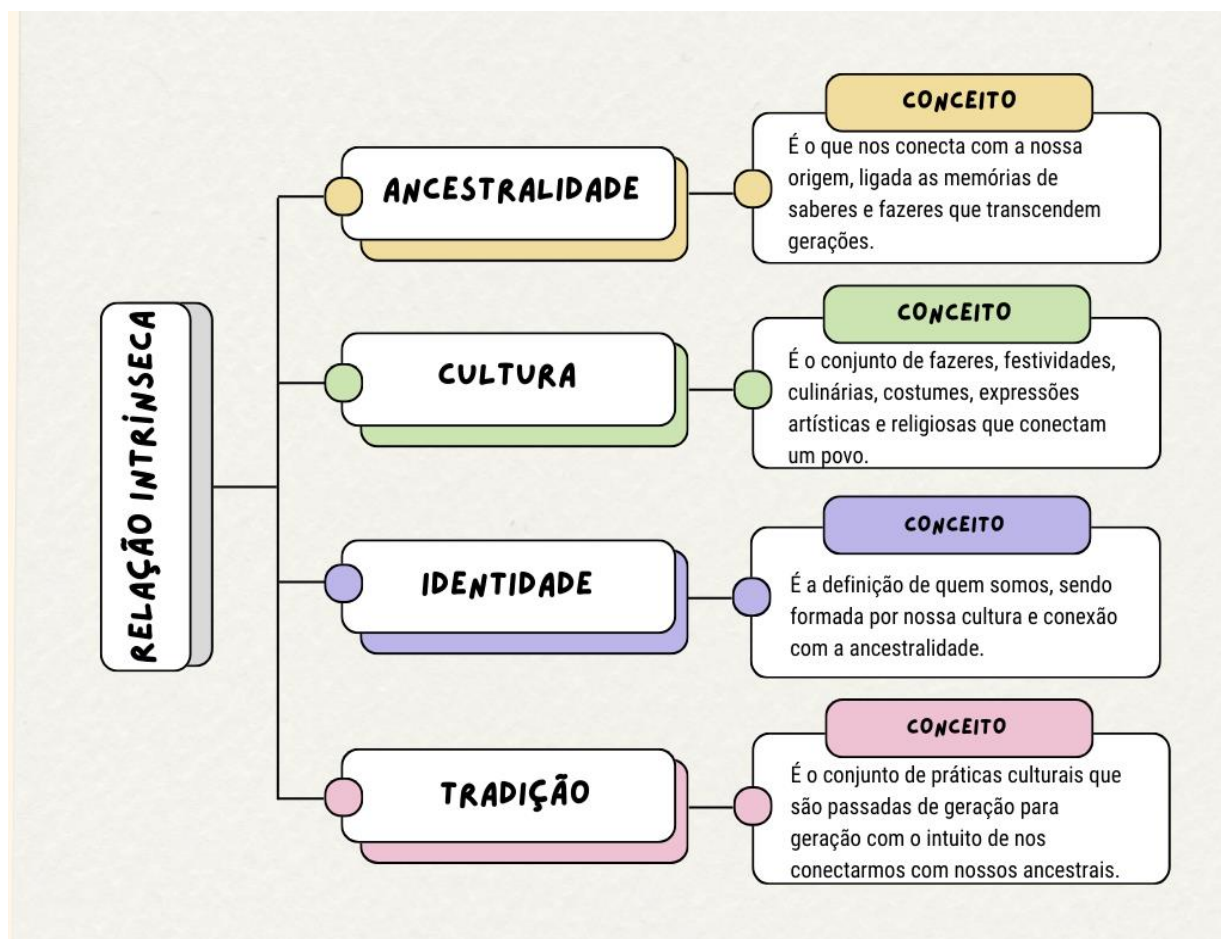 RELAÇÃO INTRÍNSECA
ANCESTRALIDADE
CONCEITO
É o que nos conecta com a nossa
origem, ligada as memórias de
saberes e fazeres que transcendem
gerações.
CULTURA
CONCEITO
É o conjunto de fazeres, festividades,
culinárias, costumes, expressões
artísticas e religiosas que conectam
um povo.
IDENTIDADE
CONCEITO
É a definição de quem somos, sendo
formada por nossa cultura e conexão
com a ancestralidade.
TRADIÇÃO
CONCEITO
É o conjunto de práticas culturais que
são passadas de geração para
geração com o intuito de nos
conectarmos com nossos ancestrais.